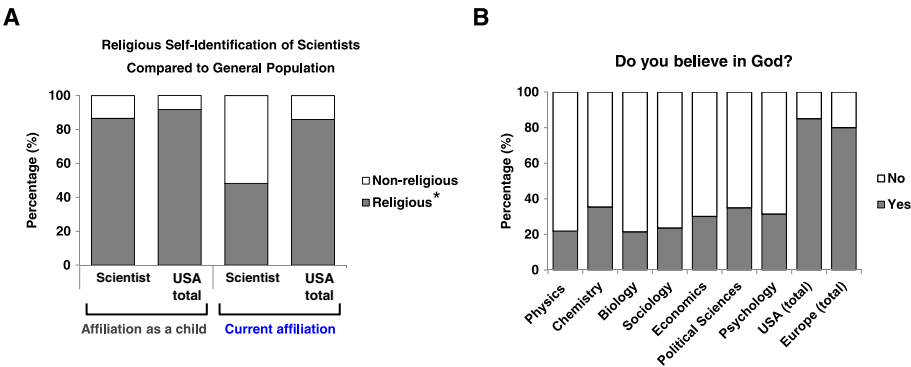 A
Religious Self-Identification of Scientists
Compared to General Population
Percentage (%)
100
80
60
40
20
0
Scientist
USA
total
Scientist
USA
total
Affiliation as a child
Current affiliation
Non-religious
Religious*
B
Do you believe in God?
Percentage (%)
100
80
60
40
20
0
Physics
Chemistry
Biology
Sociology
Economics
Political Sciences
Psychology
USA (total)
Europe (total)
No
Yes